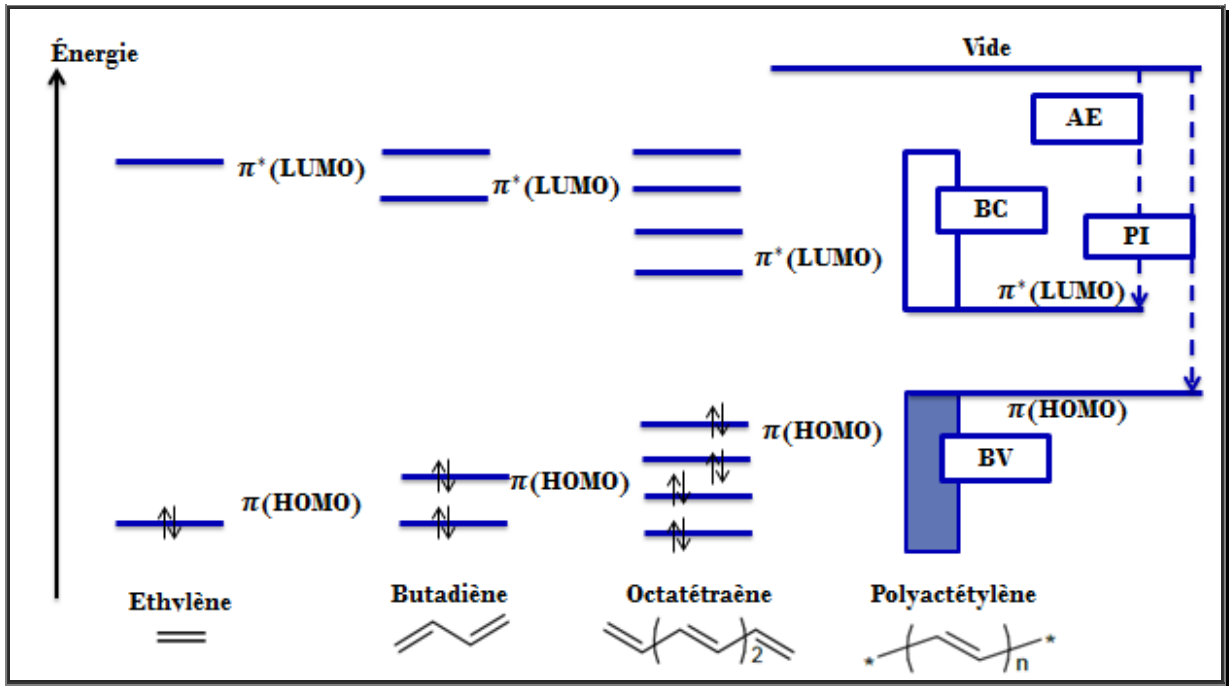 Énergie
Vide
AE
π*(LUMO)
π*(LUMO)
BC
PI
π*(LUMO)
π*(LUMO)
π(HOMO)
π(HOMO)
BV
π(HOMO)
π(HOMO)
Ethylène
Butadiène
Octatétraène
Polyactétylène
2
* n *